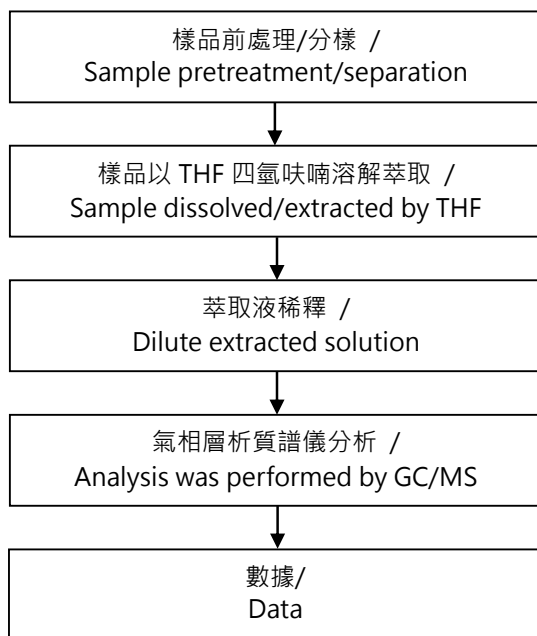 樣品前處理/分樣 /
Sample pretreatment/separation
樣品以 THF 四氫呋喃溶解萃取 /
Sample dissolved/extracted by THF
萃取液稀釋 /
Dilute extracted solution
氣相層析質譜儀分析 /
Analysis was performed by GC/MS
數據/
Data